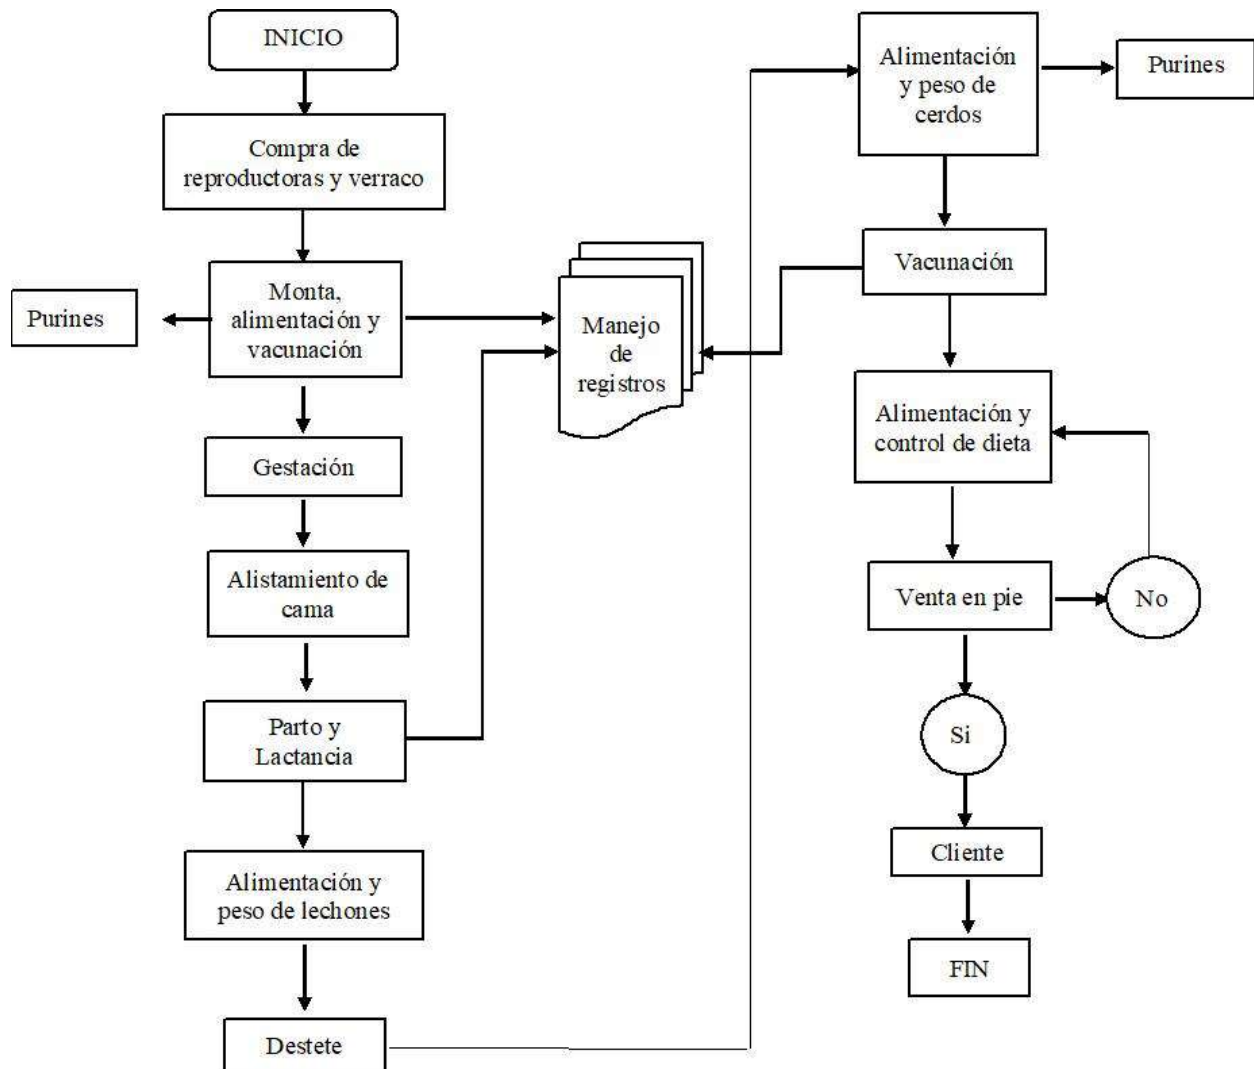 INICIO
Compra de
reproductoras y verraco
Purines
Monta,
alimentación y
vacunación
Manejo
de
registros
Gestación
Alistamiento de
cama
Parto y
Lactancia
Alimentación y
peso de lechones
Destete
Alimentación
y peso de
cerdos
Purines
Vacunación
Alimentación y
control de dieta
Venta en pie
No
Si
Cliente
FIN